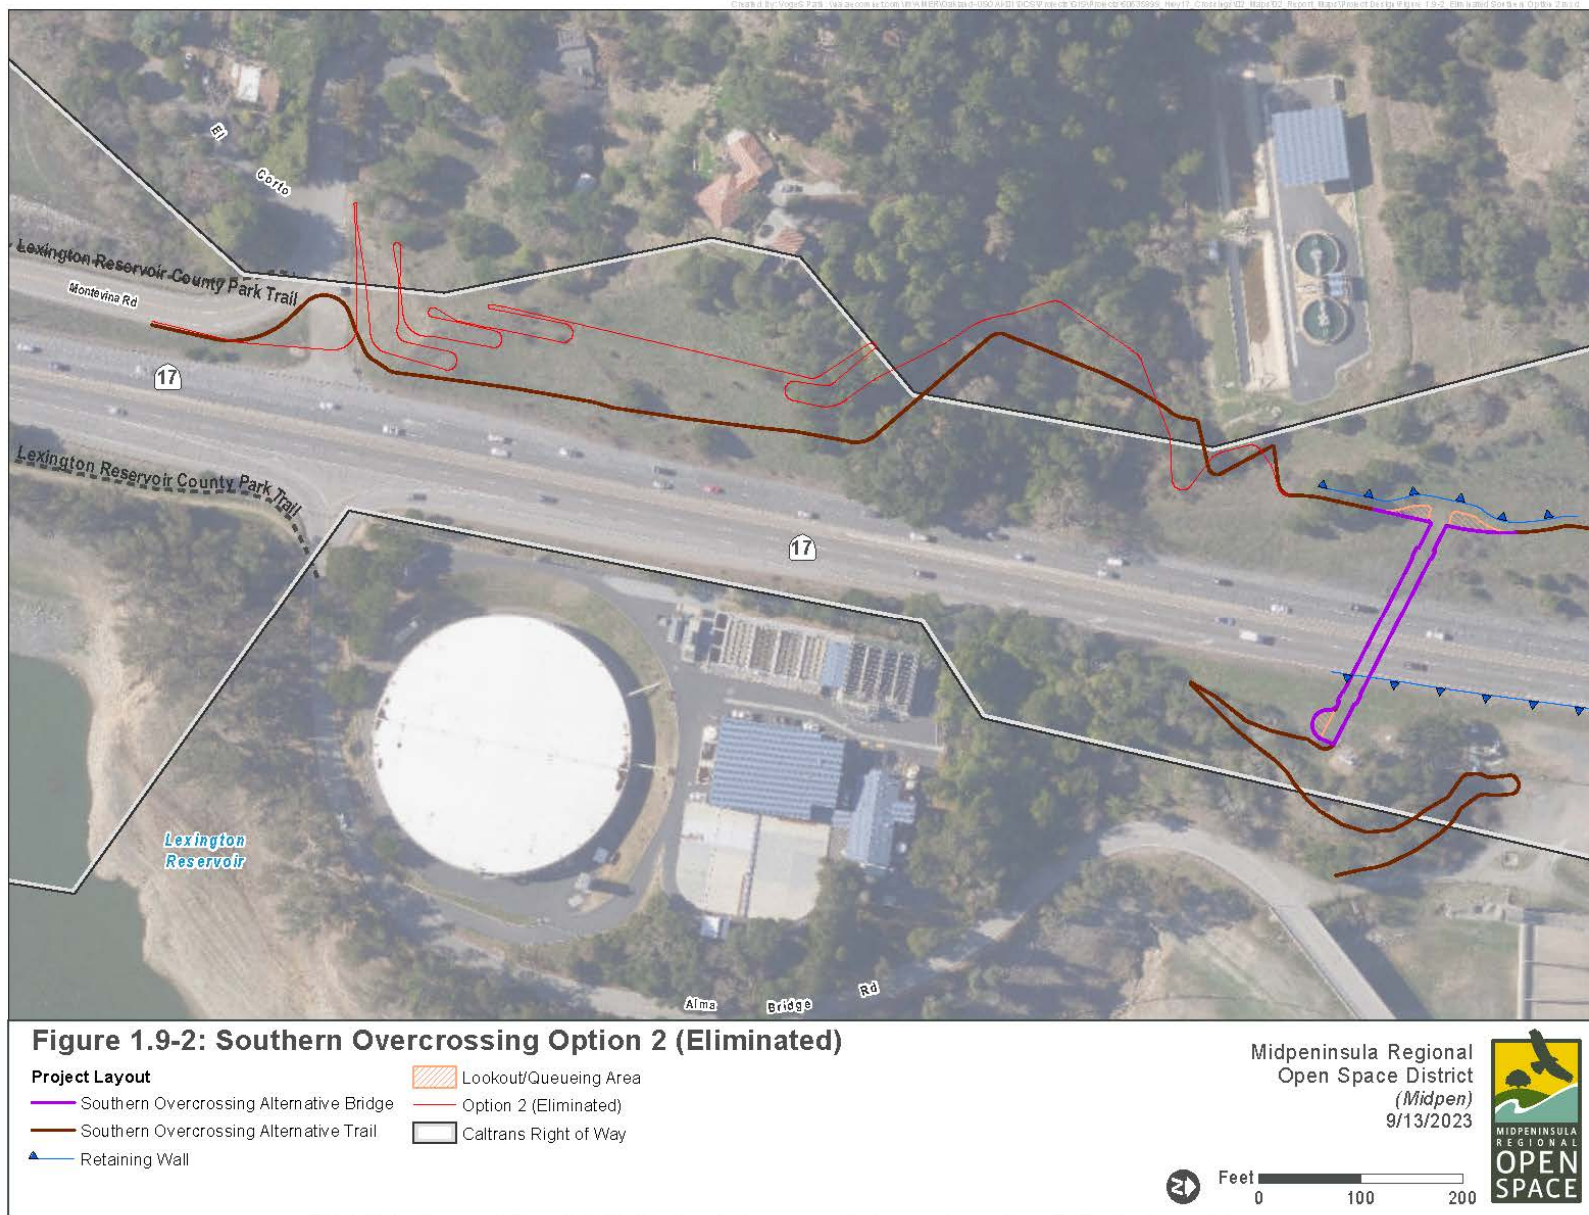 El
Corto
Lexington Reservoir County Park Trail
Montevina Rd
17
Lexington Reservoir County Park Trail
17
Lexington
Reservoir
Alma Bridge Rd
Figure 1.9-2: Southern Overcrossing Option 2 (Eliminated)
Project Layout
Southern Overcrossing Alternative Bridge
Southern Overcrossing Alternative Trail
Retaining Wall
Lookout/Queueing Area
Option 2 (Eliminated)
Caltrans Right of Way
Midpeninsula Regional
Open Space District
(Midpen)
9/13/2023
N
Feet
0 100 200
MIDPENINSULA
REGIONAL
OPEN
SPACE